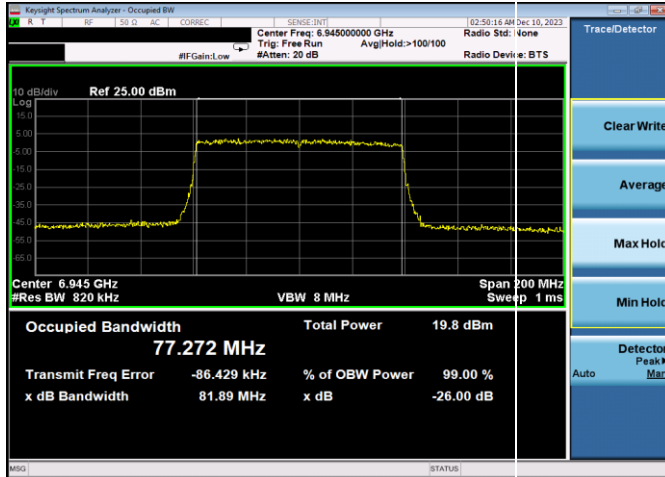 Keysight Spectrum Analyzer - Occupied BW
R T RF 50 Ω AC CORREC SENSE:INT 02:50:16 AM Dec 10, 2023
Center Freq: 6.945000000 GHz Radio Std: None
Trig: Free Run Avg|Hold:>100/100
#IFGain:Low #Atten: 20 dB Radio Device: BTS
Trace/Detector
10 dB/div Ref 25.00 dBm
Log
15.0
5.00
-5.00
-15.0
-25.0
-35.0
-45.0
-55.0
-65.0
Center 6.945 GHz Span 200 MHz
#Res BW 820 kHz VBW 8 MHz Sweep 1 ms
Occupied Bandwidth Total Power 19.8 dBm
77.272 MHz
Transmit Freq Error -86.429 kHz % of OBW Power 99.00 %
x dB Bandwidth 81.89 MHz x dB -26.00 dB
Clear Write
Average
Max Hold
Min Hold
Detector
Peak
Auto Man
MSG STATUS